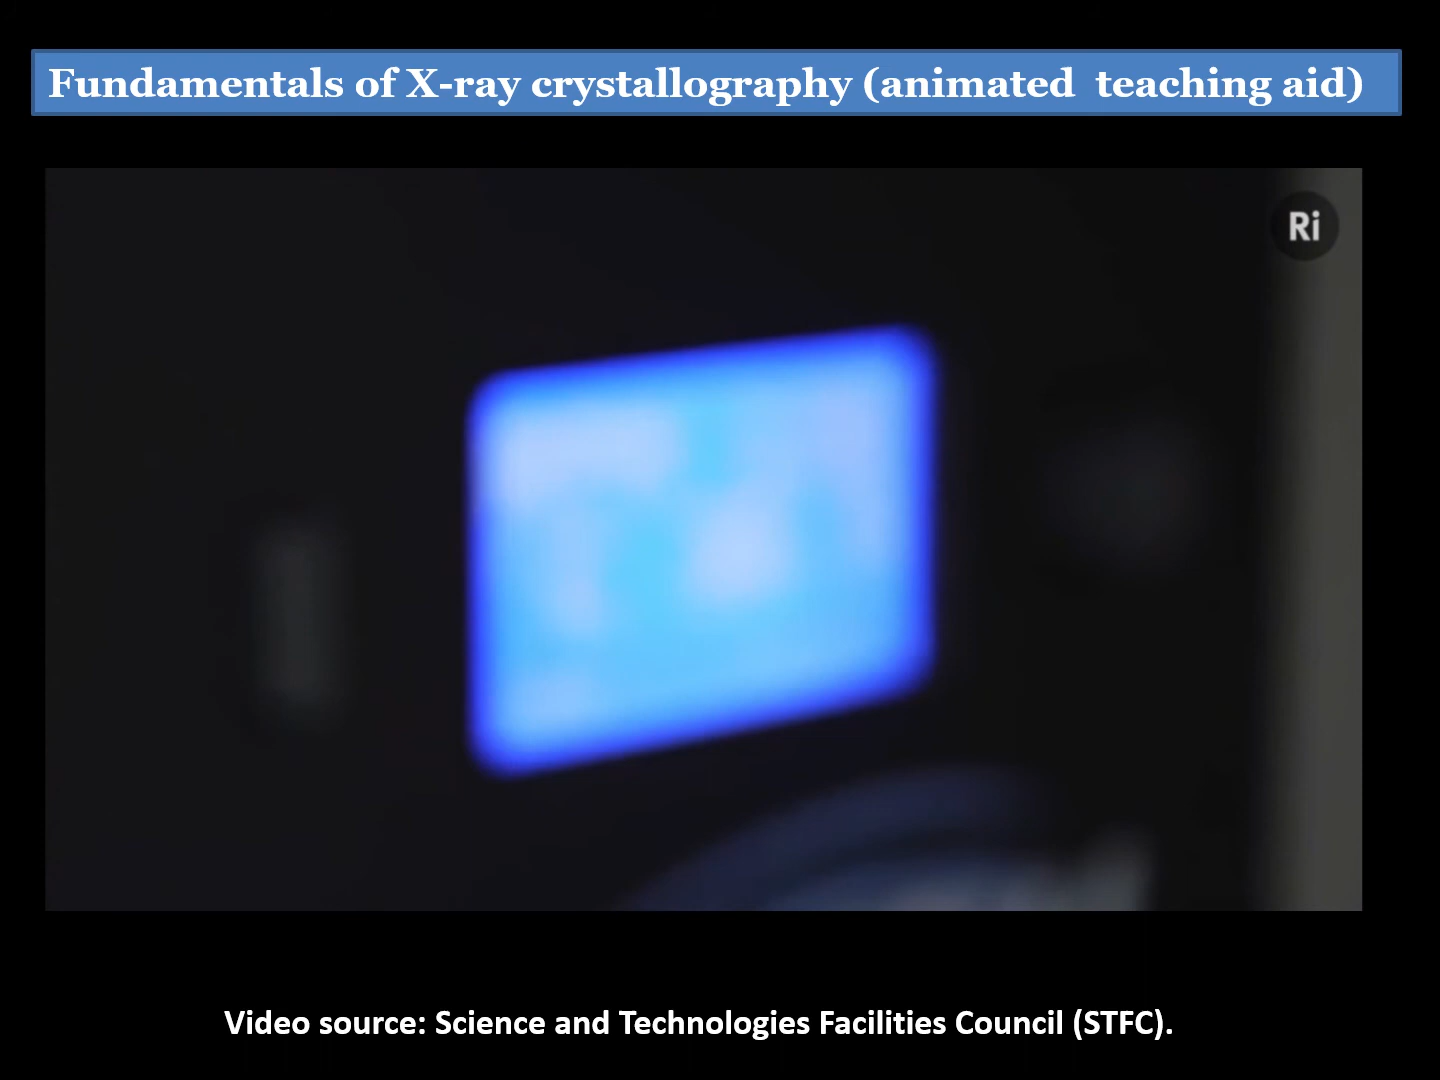 Fundamentals of X-ray crystallography (animated teaching aid)
Ri
Video source: Science and Technologies Facilities Council (STFC).